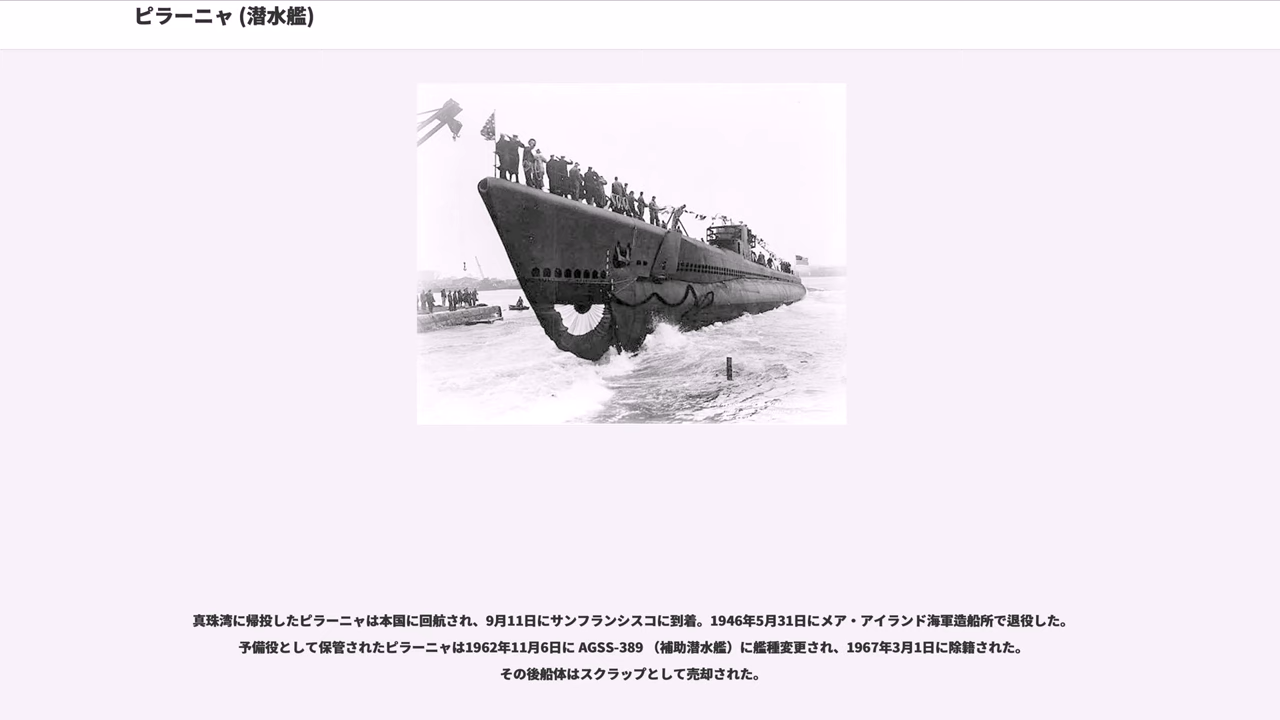 ピラーニャ (潜水艦)
真珠湾に帰投したピラーニャは本国に回航され、9月11日にサンフランシスコに到着。1946年5月31日にメア・アイランド海軍造船所で退役した。
予備役として保管されたピラーニャは1962年11月6日に AGSS-389 （補助潜水艦）に艦種変更され、1967年3月1日に除籍された。
その後船体はスクラップとして売却された。